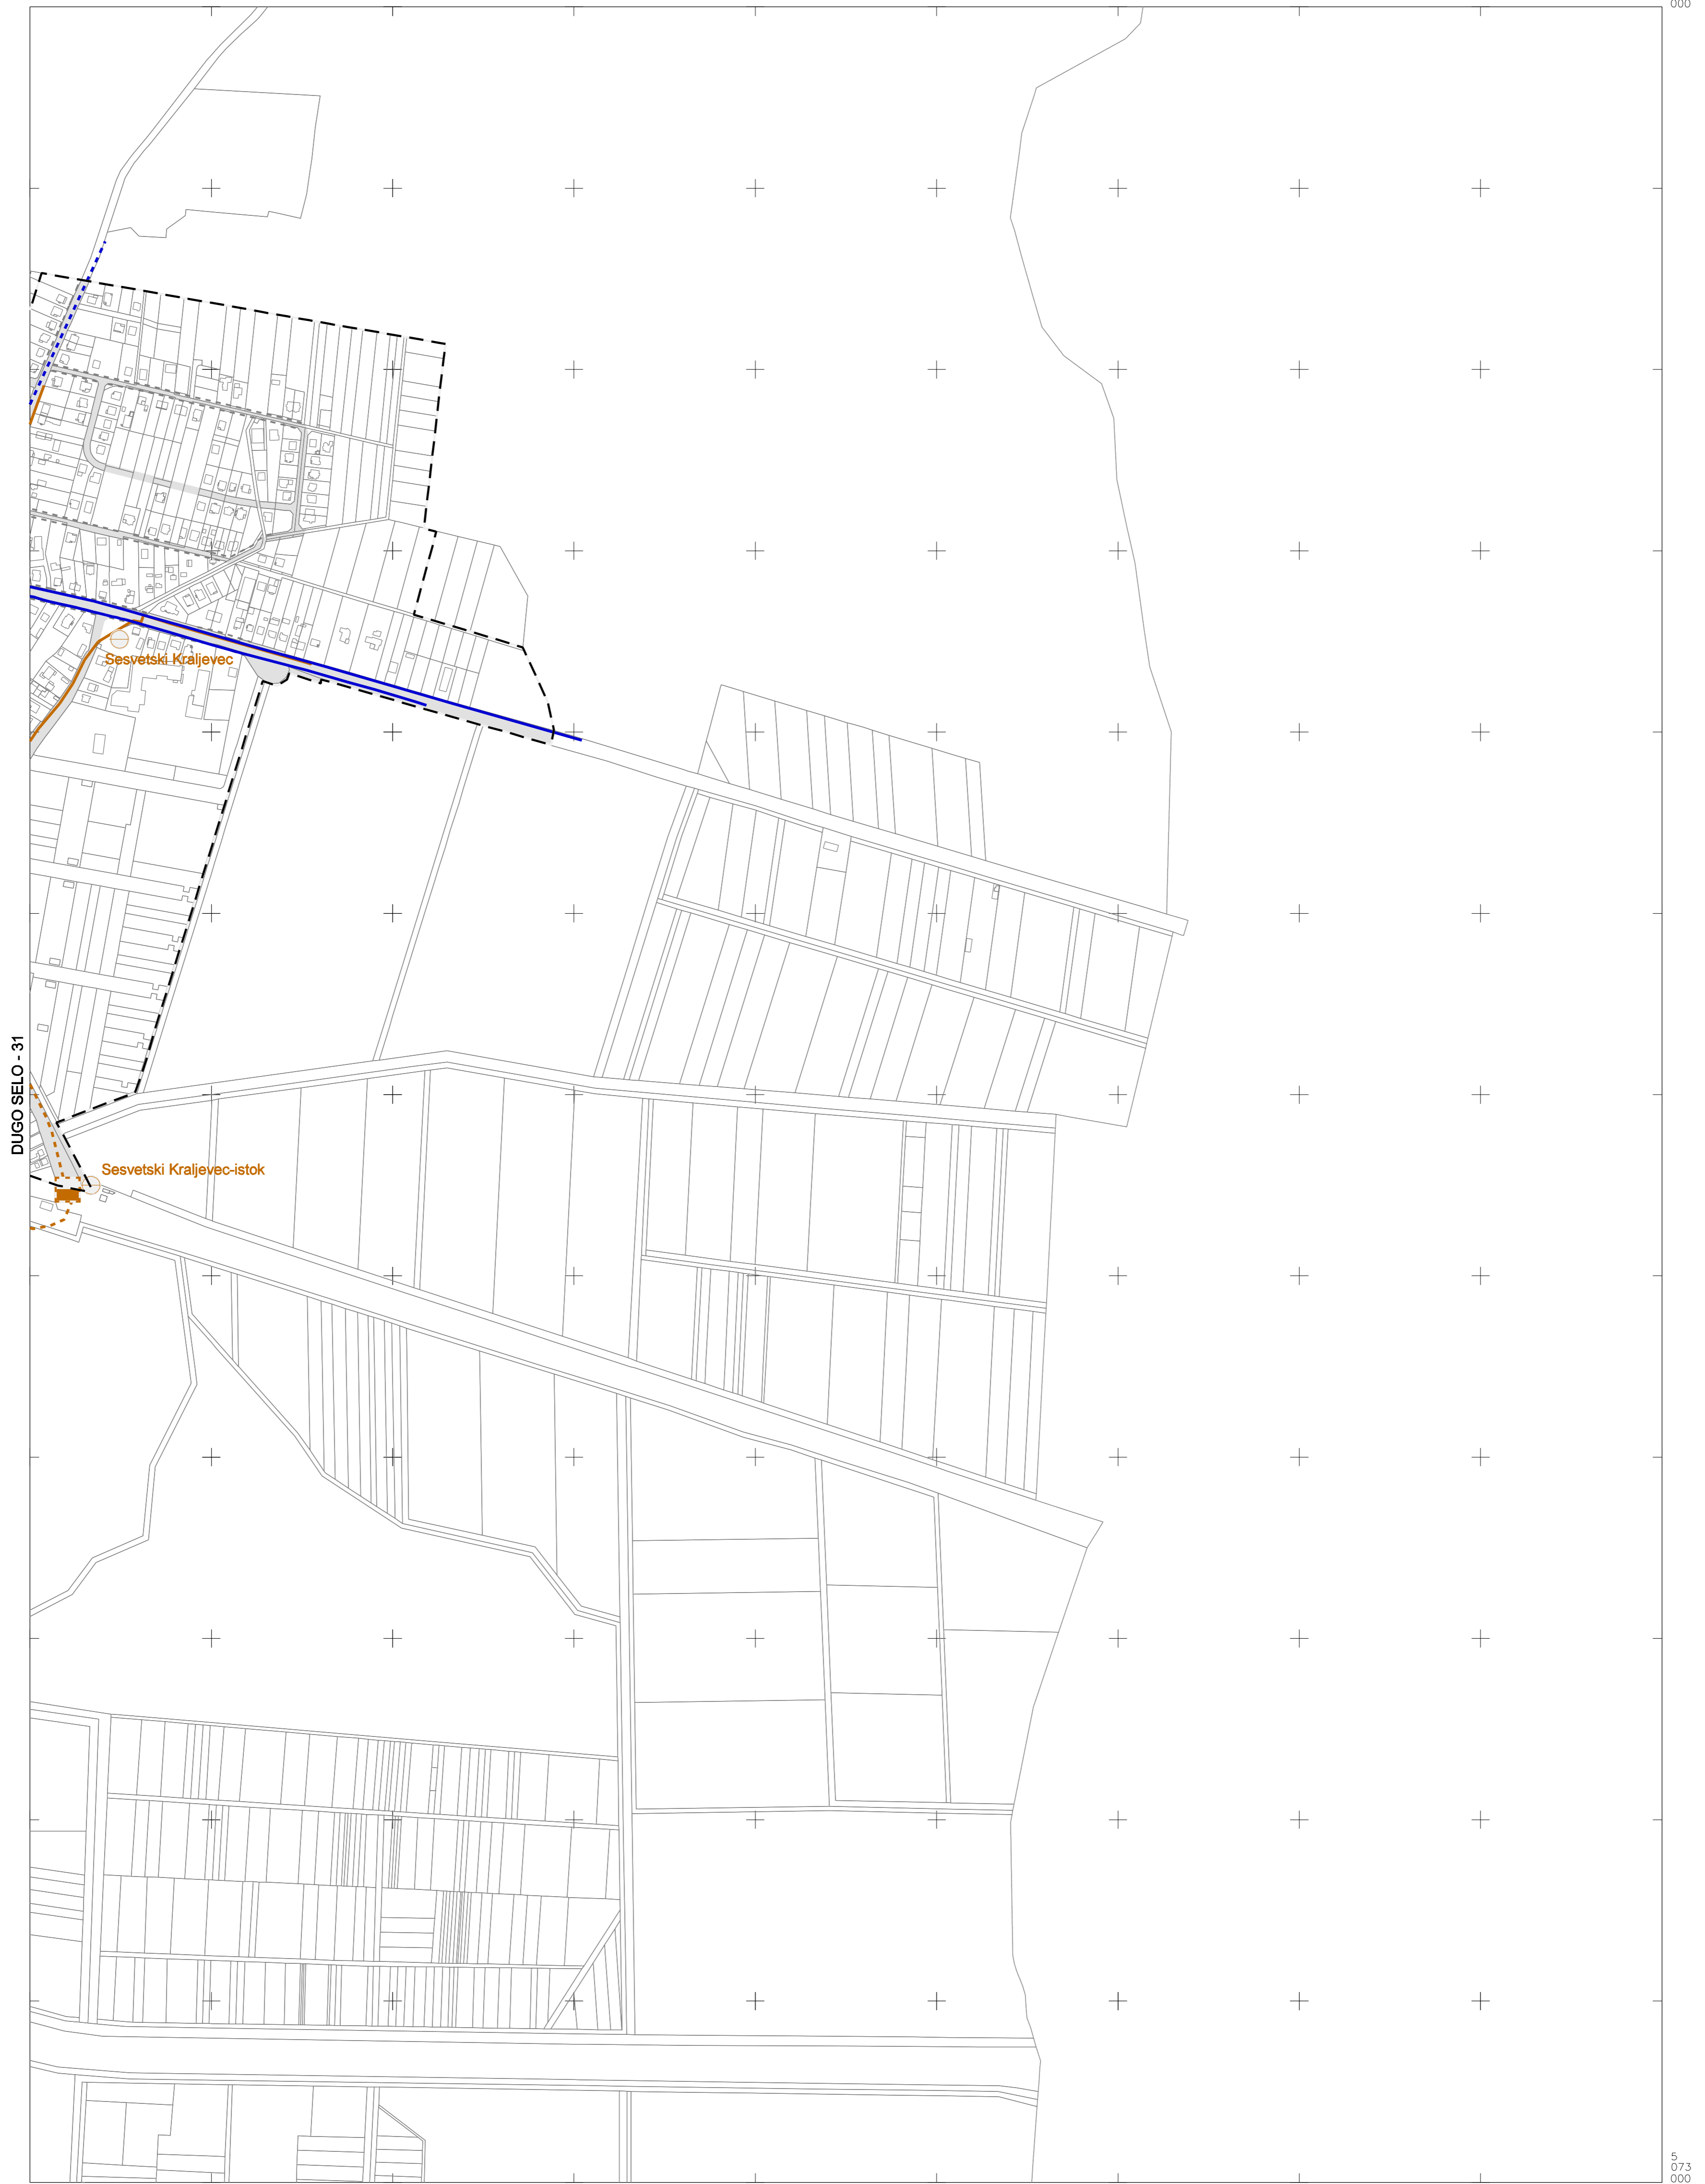 000
Sesvetski Kraljevec
DUGO SELO - 31
Sesvetski Kraljevec-istok
5
073
000